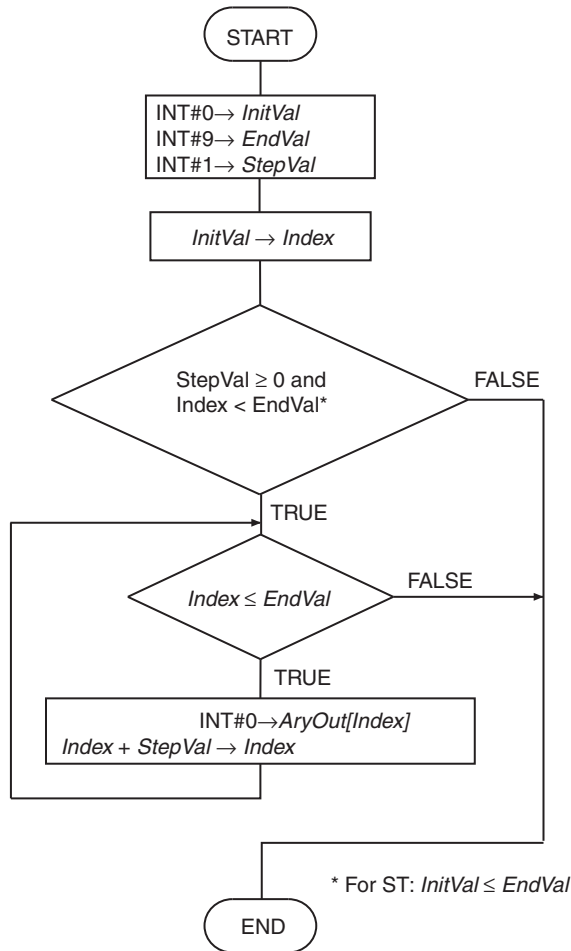 START
INT#0→ InitVal
INT#9→ EndVal
INT#1→ StepVal
InitVal → Index
StepVal ≥ 0 and
Index < EndVal*
FALSE
TRUE
Index ≤ EndVal
FALSE
TRUE
INT#0→AryOut[Index]
Index + StepVal → Index
* For ST: InitVal ≤ EndVal
END